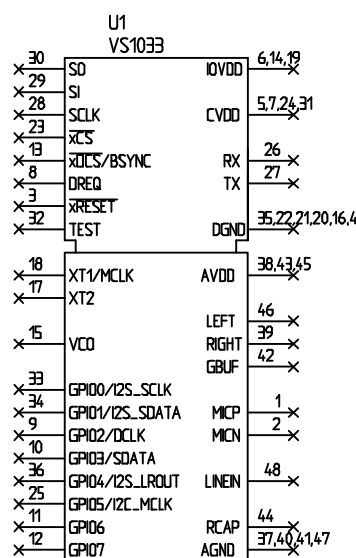 U1
VS1033
30 SO IOVDD 6,14,19
29 SI
28 SCLK CVDD 5,7,24,31
23 xCS
13 xDCS/BSYNC RX 26
8 DREQ TX 27
3 xRESET
32 TEST DGND 35,22,21,20,16,4
18 XT1/MCLK AVDD 38,43,45
17 XT2
LEFT 46
15 VCO RIGHT 39
GBUF 42
33 GPIO0/I2S_SCLK
34 GPIO1/I2S_SDATA MICP 1
9 GPIO2/DCLK MICN 2
10 GPIO3/SDATA
36 GPIO4/I2S_LROUT LINEIN 48
25 GPIO5/I2C_MCLK
11 GPIO6 RCAP 44
12 GPIO7 AGND 37,40,41,47